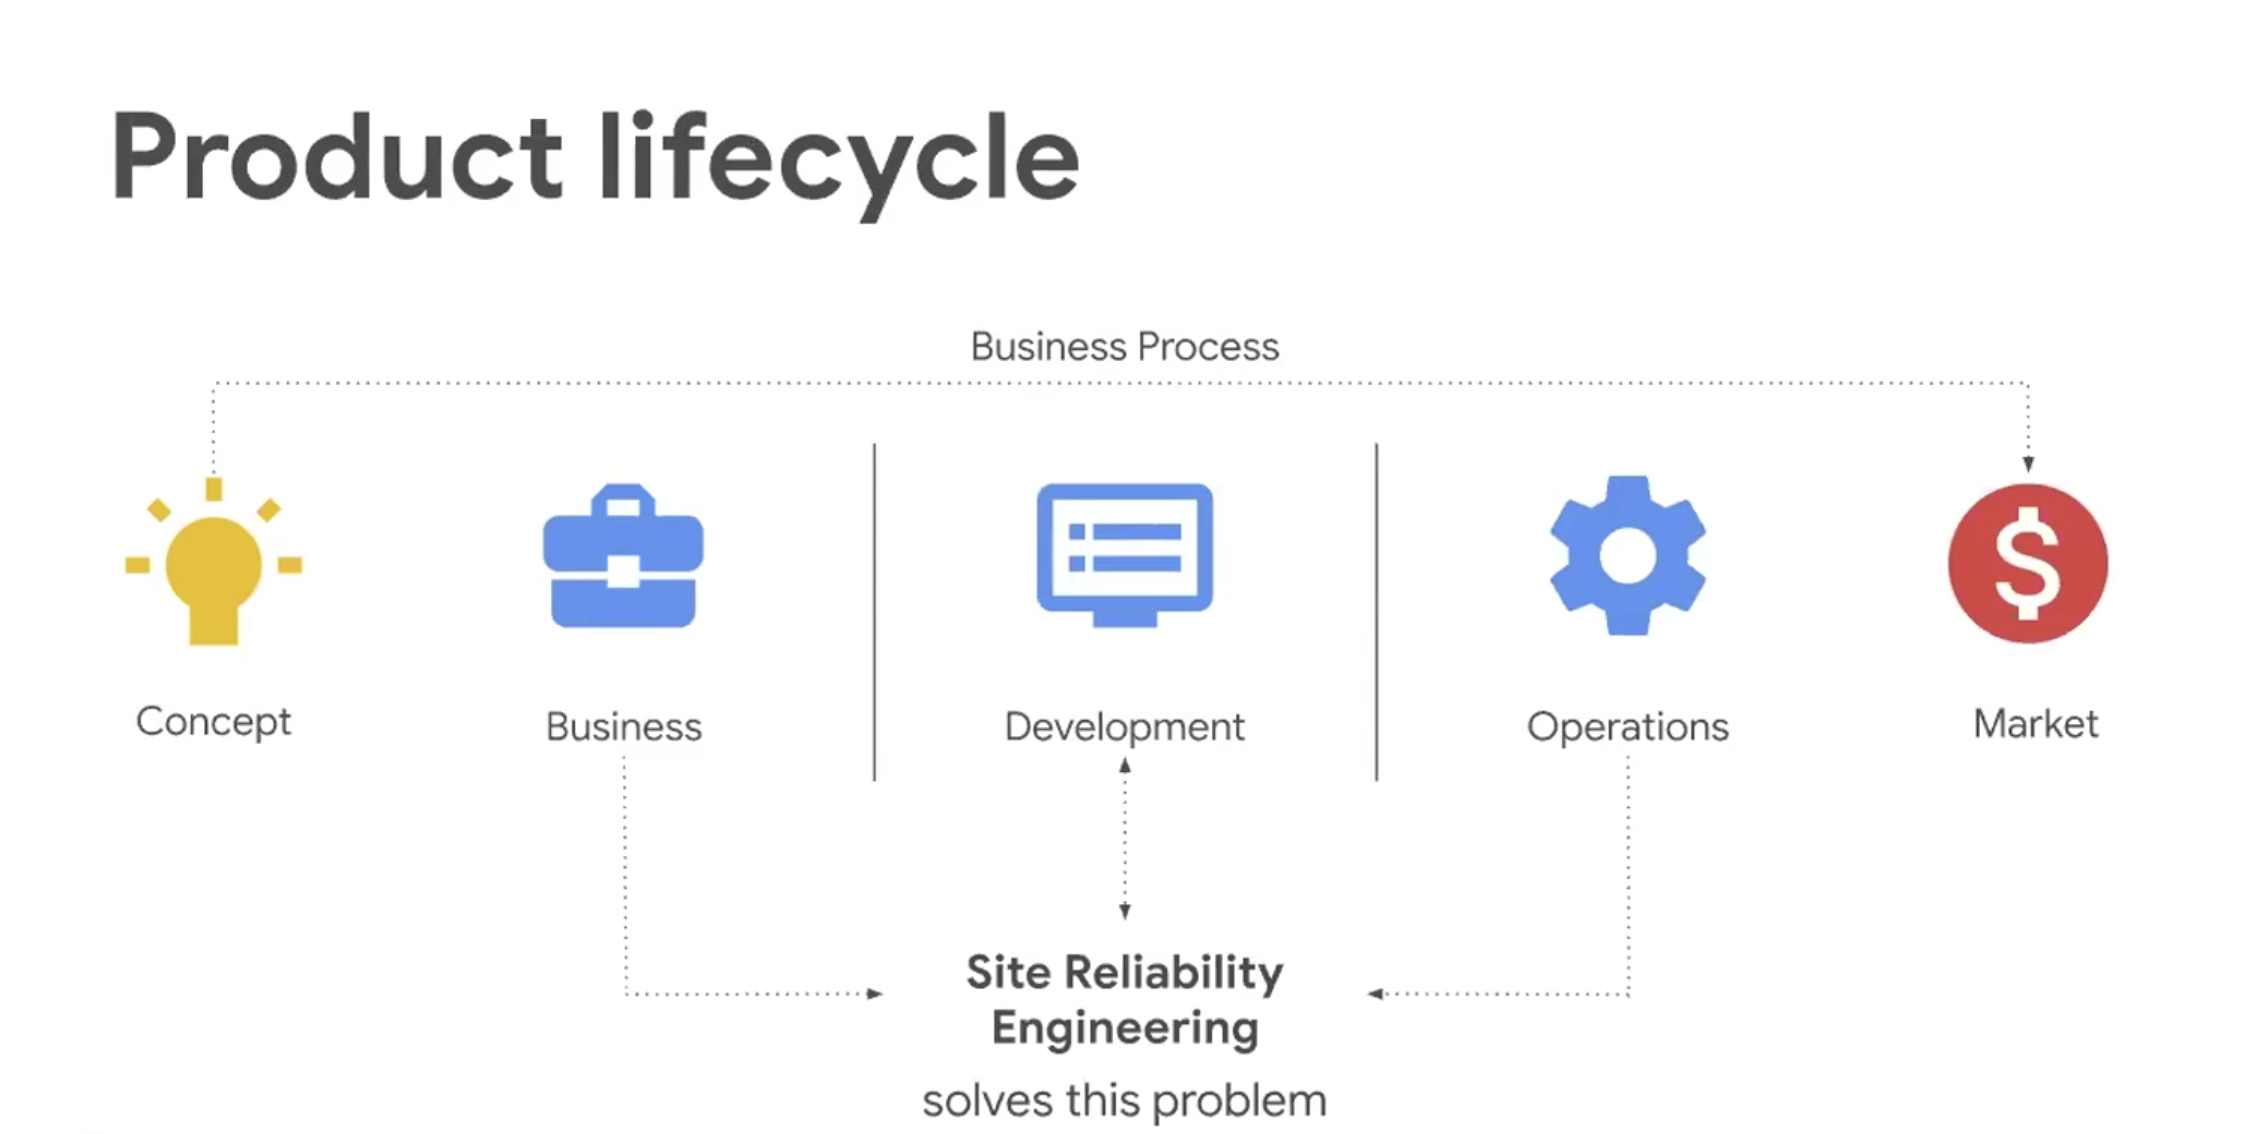 Product lifecycle
Business Process
Concept
Business
Development
Operations
Market
Site Reliability
Engineering
solves this problem